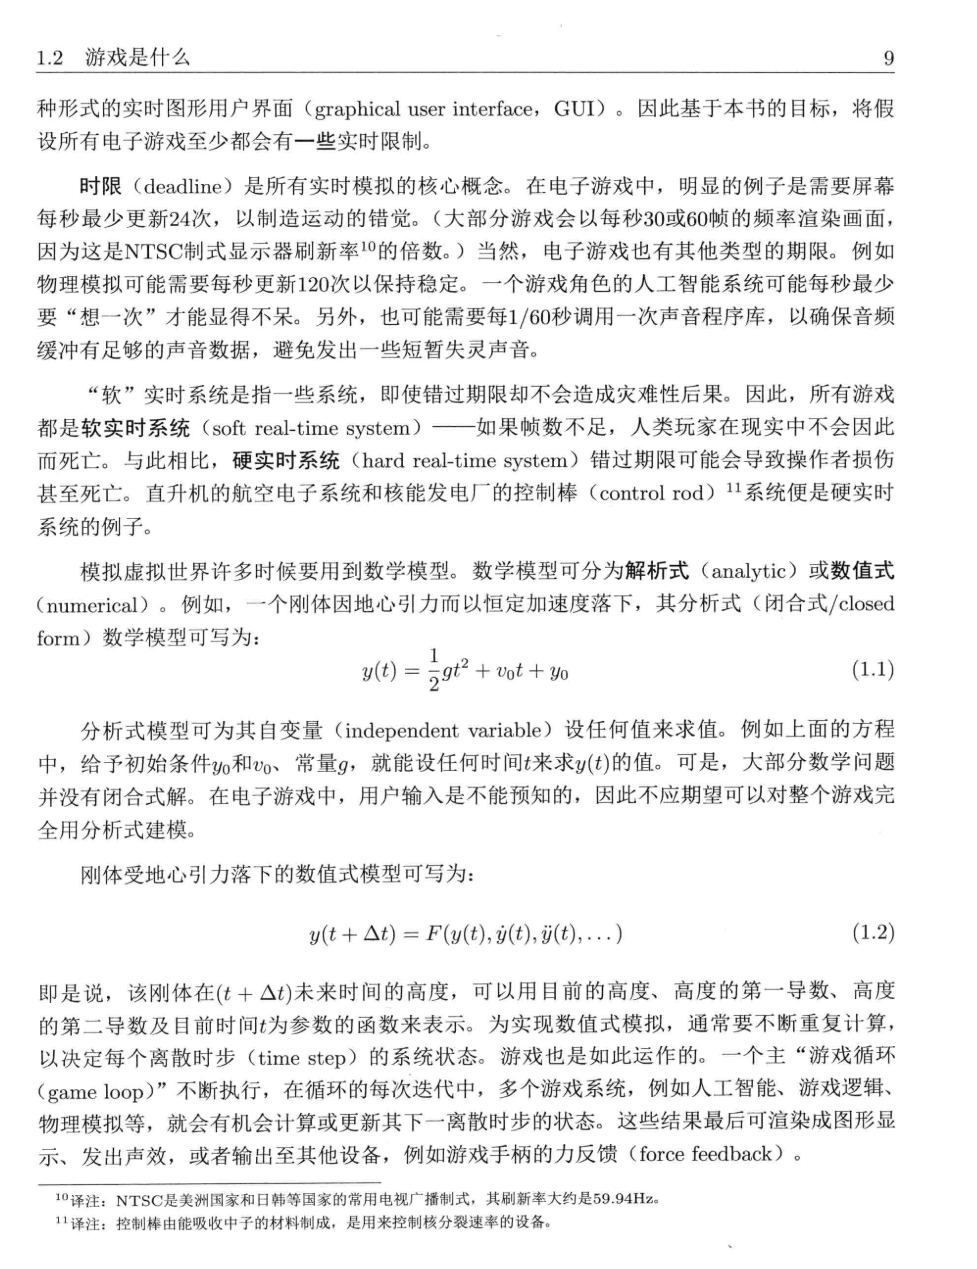 1.2 游戏是什么 9
种形式的实时图形用户界面（graphical user interface，GUI）。因此基于本书的目标，将假
设所有电子游戏至少都会有一些实时限制。
时限（deadline）是所有实时模拟的核心概念。在电子游戏中，明显的例子是需要屏幕
每秒最少更新24次，以制造运动的错觉。（大部分游戏会以每秒30或60帧的频率渲染画面，
因为这是NTSC制式显示器刷新率¹⁰的倍数。）当然，电子游戏也有其他类型的期限。例如
物理模拟可能需要每秒更新120次以保持稳定。一个游戏角色的人工智能系统可能每秒最少
要“想一次”才能显得不呆。另外，也可能需要每1/60秒调用一次声音程序库，以确保音频
缓冲有足够的声音数据，避免发出一些短暂失灵声音。
“软”实时系统是指一些系统，即使错过期限却不会造成灾难性后果。因此，所有游戏
都是软实时系统（soft real-time system）——如果帧数不足，人类玩家在现实中不会因此
而死亡。与此相比，硬实时系统（hard real-time system）错过期限可能会导致操作者损伤
甚至死亡。直升机的航空电子系统和核能发电厂的控制棒（control rod）¹¹系统便是硬实时
系统的例子。
模拟虚拟世界许多时候要用到数学模型。数学模型可分为解析式（analytic）或数值式
（numerical）。例如，一个刚体因地心引力而以恒定加速度落下，其分析式（闭合式/closed
form）数学模型可写为：
y(t) = 1/2 gt² + v₀t + y₀ (1.1)
分析式模型可为其自变量（independent variable）设任何值来求值。例如上面的方程
中，给予初始条件y₀和v₀、常量g，就能设任何时间t来求y(t)的值。可是，大部分数学问题
并没有闭合式解。在电子游戏中，用户输入是不能预知的，因此不应期望可以对整个游戏完
全用分析式建模。
刚体受地心引力落下的数值式模型可写为：
y(t + Δt) = F(y(t), ẏ(t), ÿ(t), . . .) (1.2)
即是说，该刚体在(t + Δt)未来时间的高度，可以用目前的高度、高度的第一导数、高度
的第二导数及目前时间t为参数的函数来表示。为实现数值式模拟，通常要不断重复计算，
以决定每个离散时步（time step）的系统状态。游戏也是如此运作的。一个主“游戏循环
（game loop）”不断执行，在循环的每次迭代中，多个游戏系统，例如人工智能、游戏逻辑、
物理模拟等，就会有机会计算或更新其下一离散时步的状态。这些结果最后可渲染成图形显
示、发出声效，或者输出至其他设备，例如游戏手柄的力反馈（force feedback）。
¹⁰译注：NTSC是美洲国家和日韩等国家的常用电视广播制式，其刷新率大约是59.94Hz。
¹¹译注：控制棒由能吸收中子的材料制成，是用来控制核分裂速率的设备。